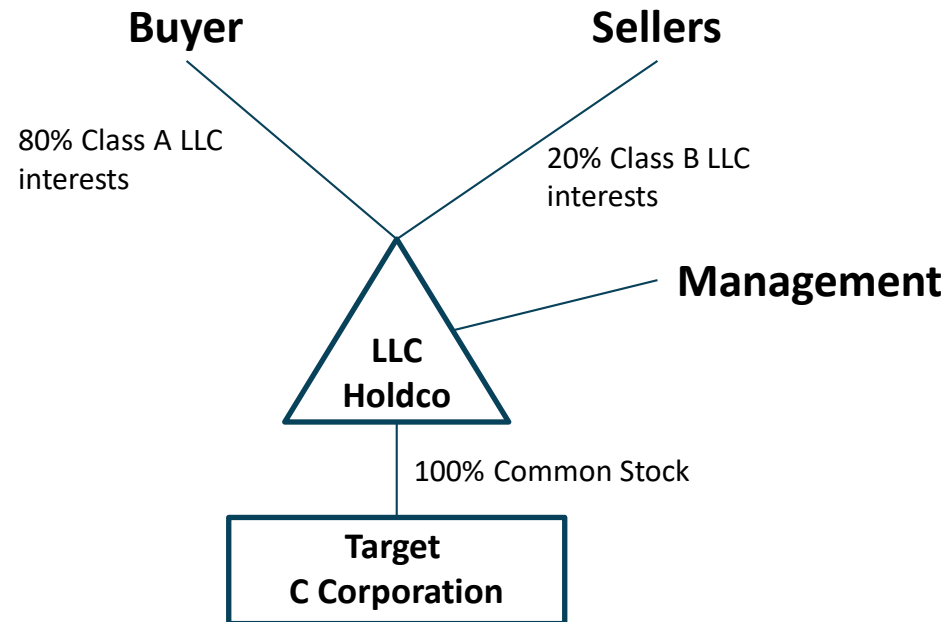 Buyer
Sellers
80% Class A LLC
interests
20% Class B LLC
interests
Management
LLC
Holdco
100% Common Stock
Target
C Corporation